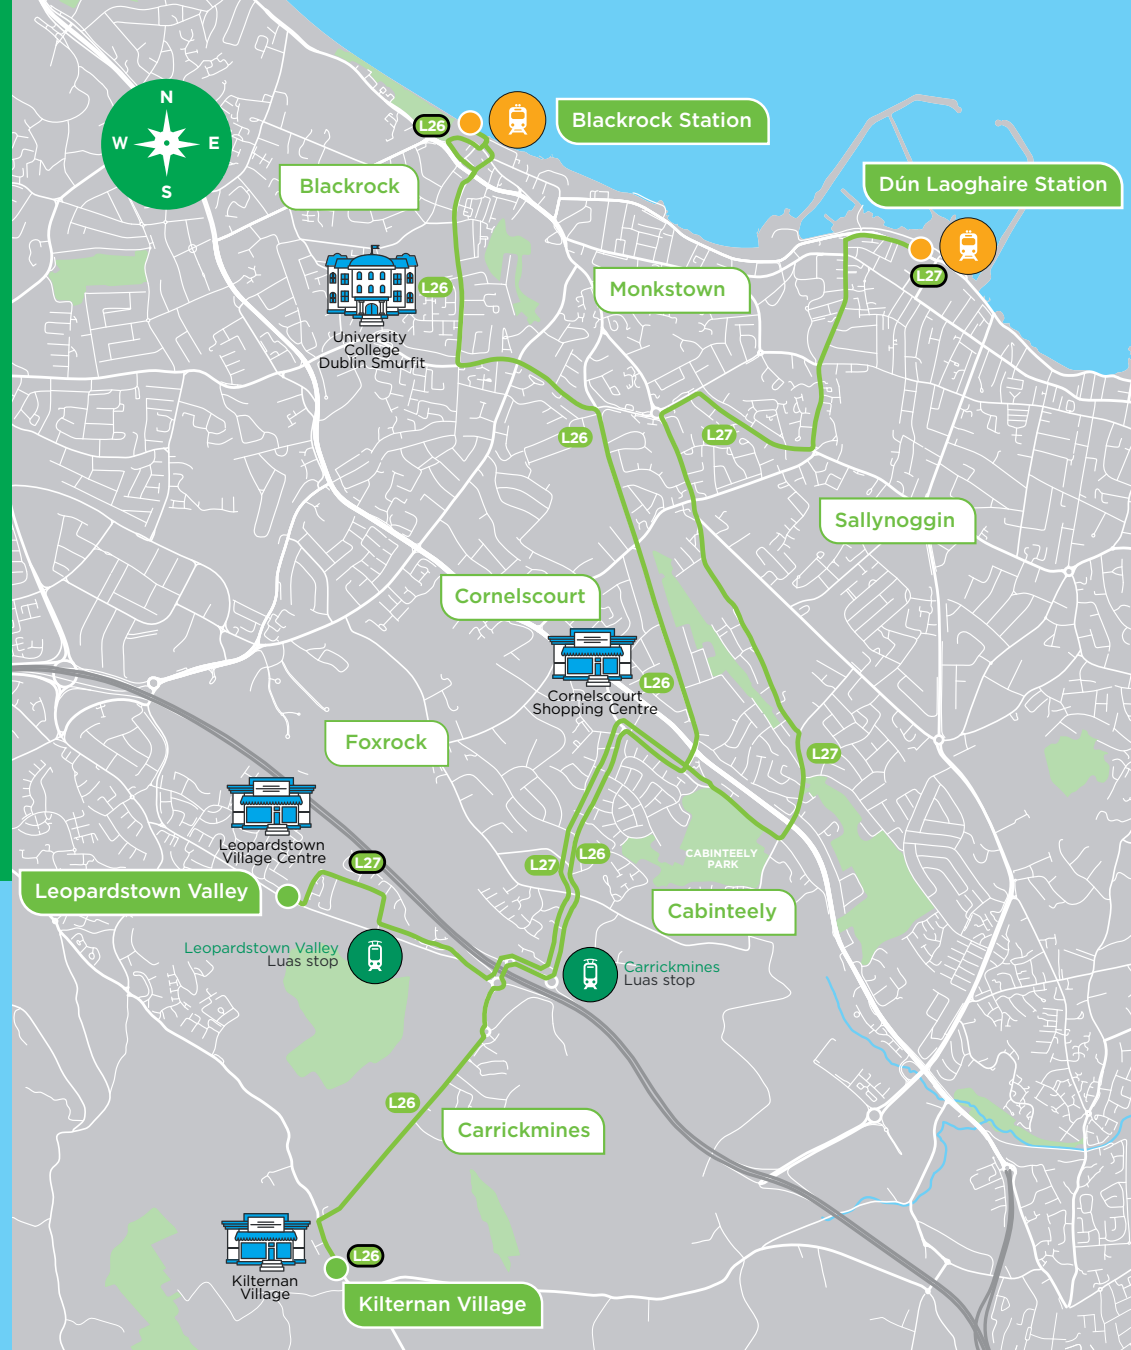 N
W
E
S
L26
Blackrock Station
Dún Laoghaire Station
Blackrock
L27
L26
Monkstown
University
College
Dublin Smurfit
L26
L27
Sallynoggin
Cornelscourt
L26
Cornelscourt
Shopping Centre
Foxrock
L27
Leopardstown
Village Centre
L27
L27
L26
CABINTEELY
PARK
Leopardstown Valley
Cabinteely
Leopardstown Valley
Luas stop
Carrickmines
Luas stop
L26
Carrickmines
Kilternan
Village
L26
Kilternan Village